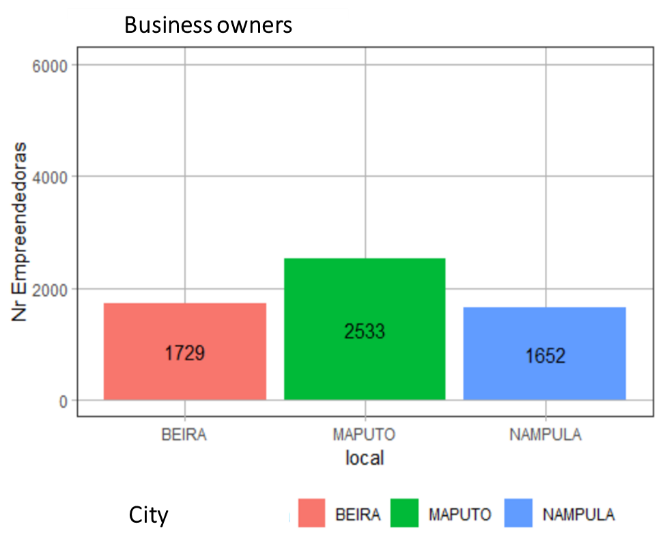 Business owners
6000
4000
2000
0
Nr Empreendedoras
1729
2533
1652
BEIRA MAPUTO NAMPULA
local
City BEIRA MAPUTO NAMPULA